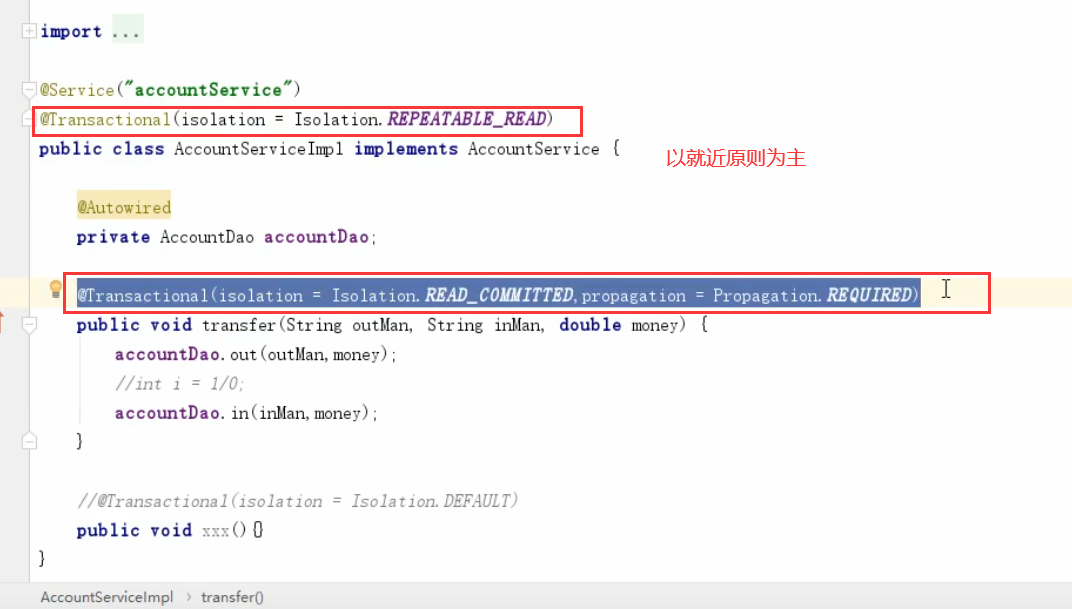 import ...
@Service("accountService")
@Transactional(isolation = Isolation.REPEATABLE_READ)
public class AccountServiceImpl implements AccountService {
以就近原则为主
@Autowired
private AccountDao accountDao;
@Transactional(isolation = Isolation.READ_COMMITTED,propagation = Propagation.REQUIRED)
public void transfer(String outMan, String inMan, double money) {
accountDao.out(outMan,money);
//int i = 1/0;
accountDao.in(inMan,money);
}
//@Transactional(isolation = Isolation.DEFAULT)
public void xxx(){}
}
AccountServiceImpl › transfer()